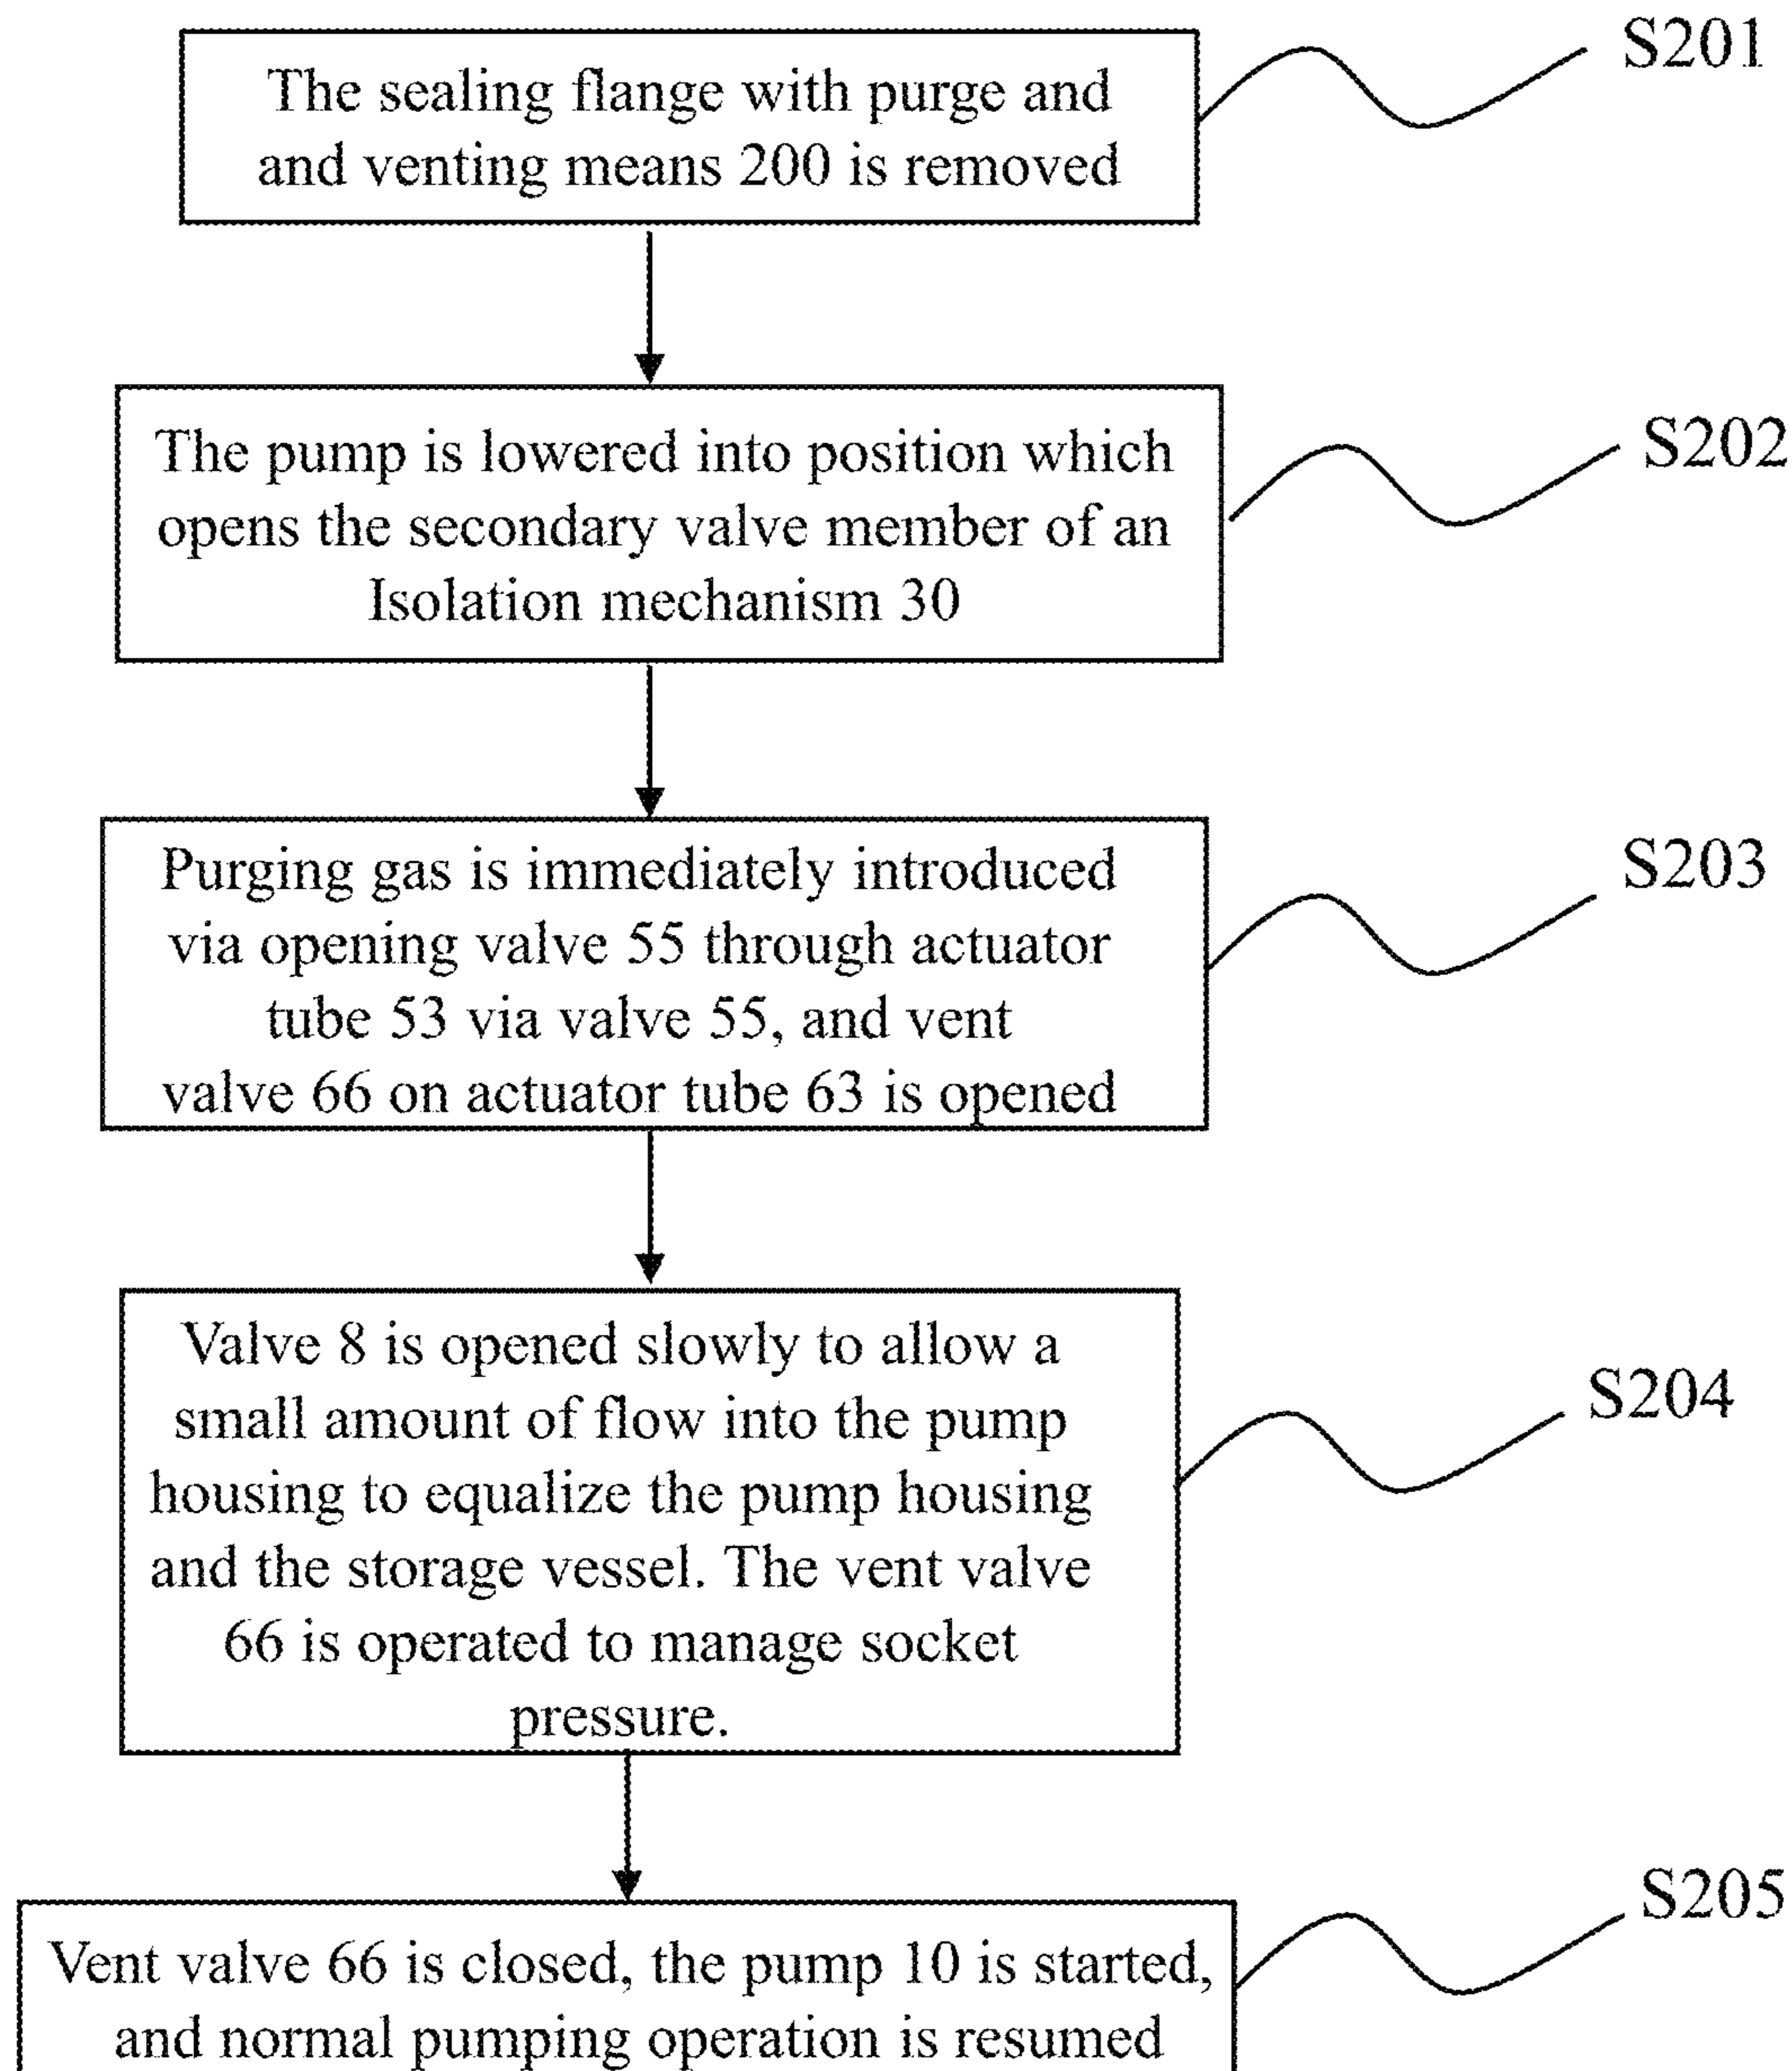 S201
The sealing flange with purge and
and venting means 200 is removed
S202
The pump is lowered into position which
opens the secondary valve member of an
Isolation mechanism 30
S203
Purging gas is immediately introduced
via opening valve 55 through actuator
tube 53 via valve 55, and vent
valve 66 on actuator tube 63 is opened
S204
Valve 8 is opened slowly to allow a
small amount of flow into the pump
housing to equalize the pump housing
and the storage vessel. The vent valve
66 is operated to manage socket
pressure.
S205
Vent valve 66 is closed, the pump 10 is started,
and normal pumping operation is resumed